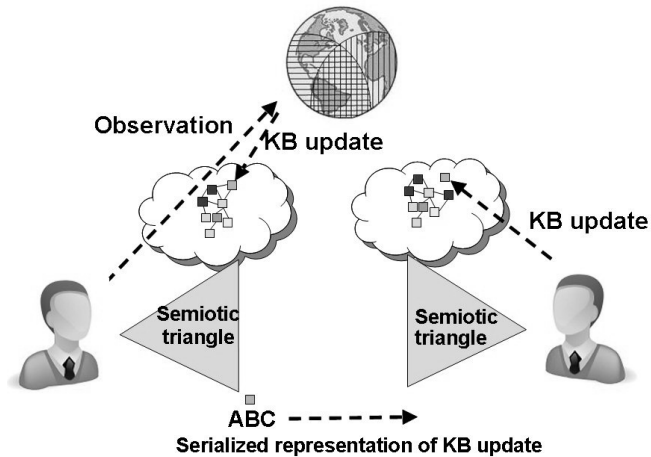 Observation
KB update
KB update
Semiotic
triangle
Semiotic
triangle
ABC
Serialized representation of KB update